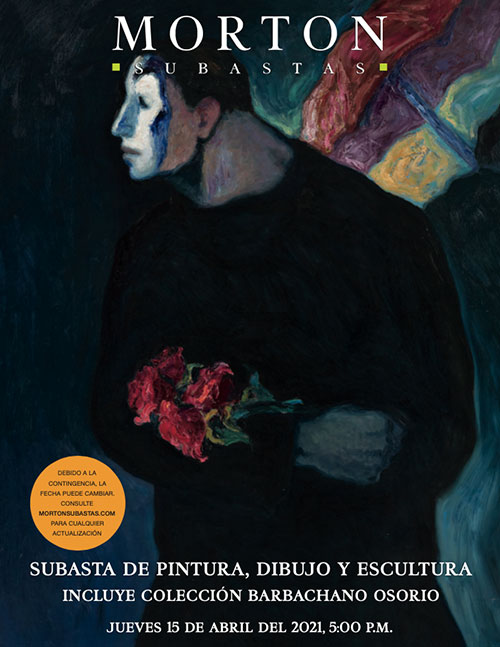 MORTON
SUBASTAS
DEBIDO A LA
CONTINGENCIA, LA
FECHA PUEDE CAMBIAR.
CONSULTE
MORTONSUBASTAS.COM
PARA CUALQUIER
ACTUALIZACIÓN
SUBASTA DE PINTURA, DIBUJO Y ESCULTURA
INCLUYE COLECCIÓN BARBACHANO OSORIO
JUEVES 15 DE ABRIL DEL 2021, 5:00 P.M.